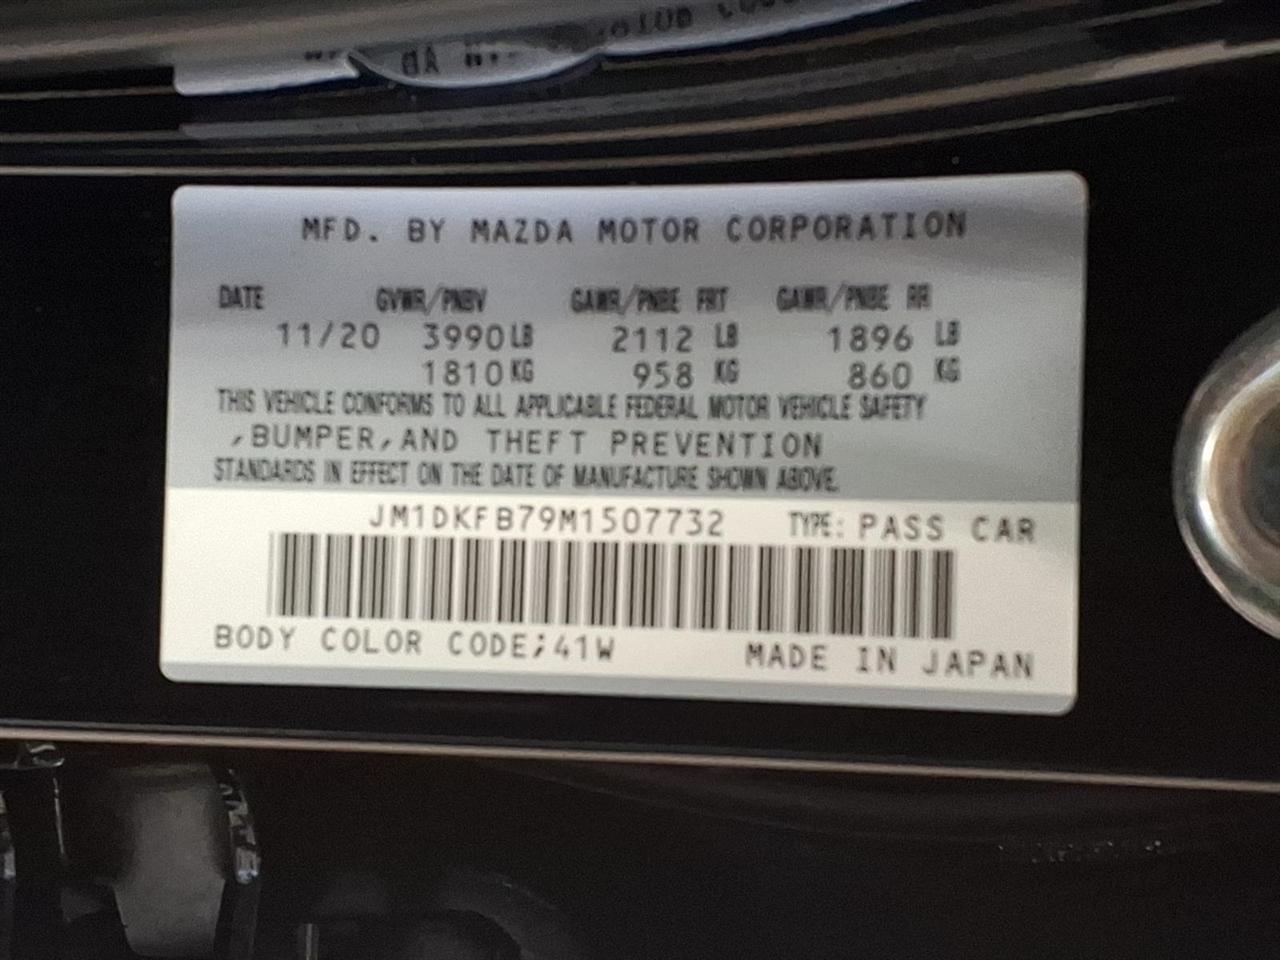 MFD. BY MAZDA MOTOR CORPORATION
DATE GVWR/PNBV GAWR/PNBE FRT GAWR/PNBE RR
11/20 3990 LB 2112 LB 1896 LB
1810 KG 958 KG 860 KG
THIS VEHICLE CONFORMS TO ALL APPLICABLE FEDERAL MOTOR VEHICLE SAFETY
,BUMPER,AND THEFT PREVENTION
STANDARDS IN EFFECT ON THE DATE OF MANUFACTURE SHOWN ABOVE.
JM1DKFB79M1507732 TYPE: PASS CAR
BODY COLOR CODE;41W MADE IN JAPAN